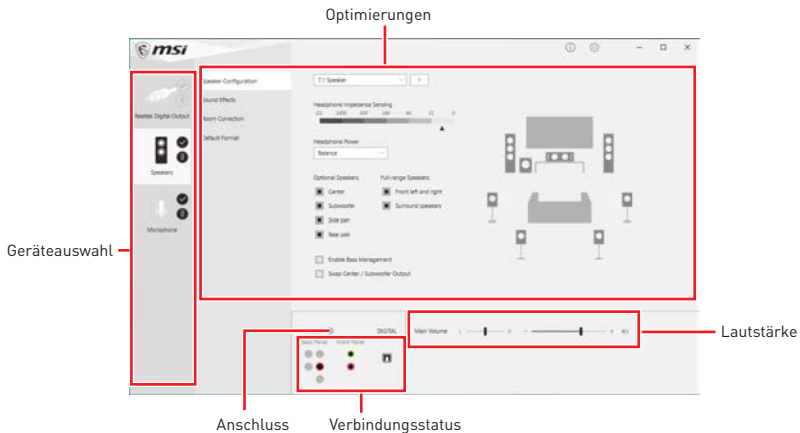 Optimierungen
msi
Realtek Digital Output
Speakers
Microphone
Speaker Configuration
Sound Effects
Room Correction
Default Format
7.1 Speaker
Headphone Impedance Sensing
Headphone Power
Balance
Optional Speakers
Full-range Speakers
Center
Front left and right
Subwoofer
Surround speakers
Side pair
Rear pair
Enable Bass Management
Swap Center / Subwoofer Output
Geräteauswahl
DIGITAL
Back Panel
Front Panel
Main Volume
L
R
Lautstärke
Anschluss
Verbindungsstatus